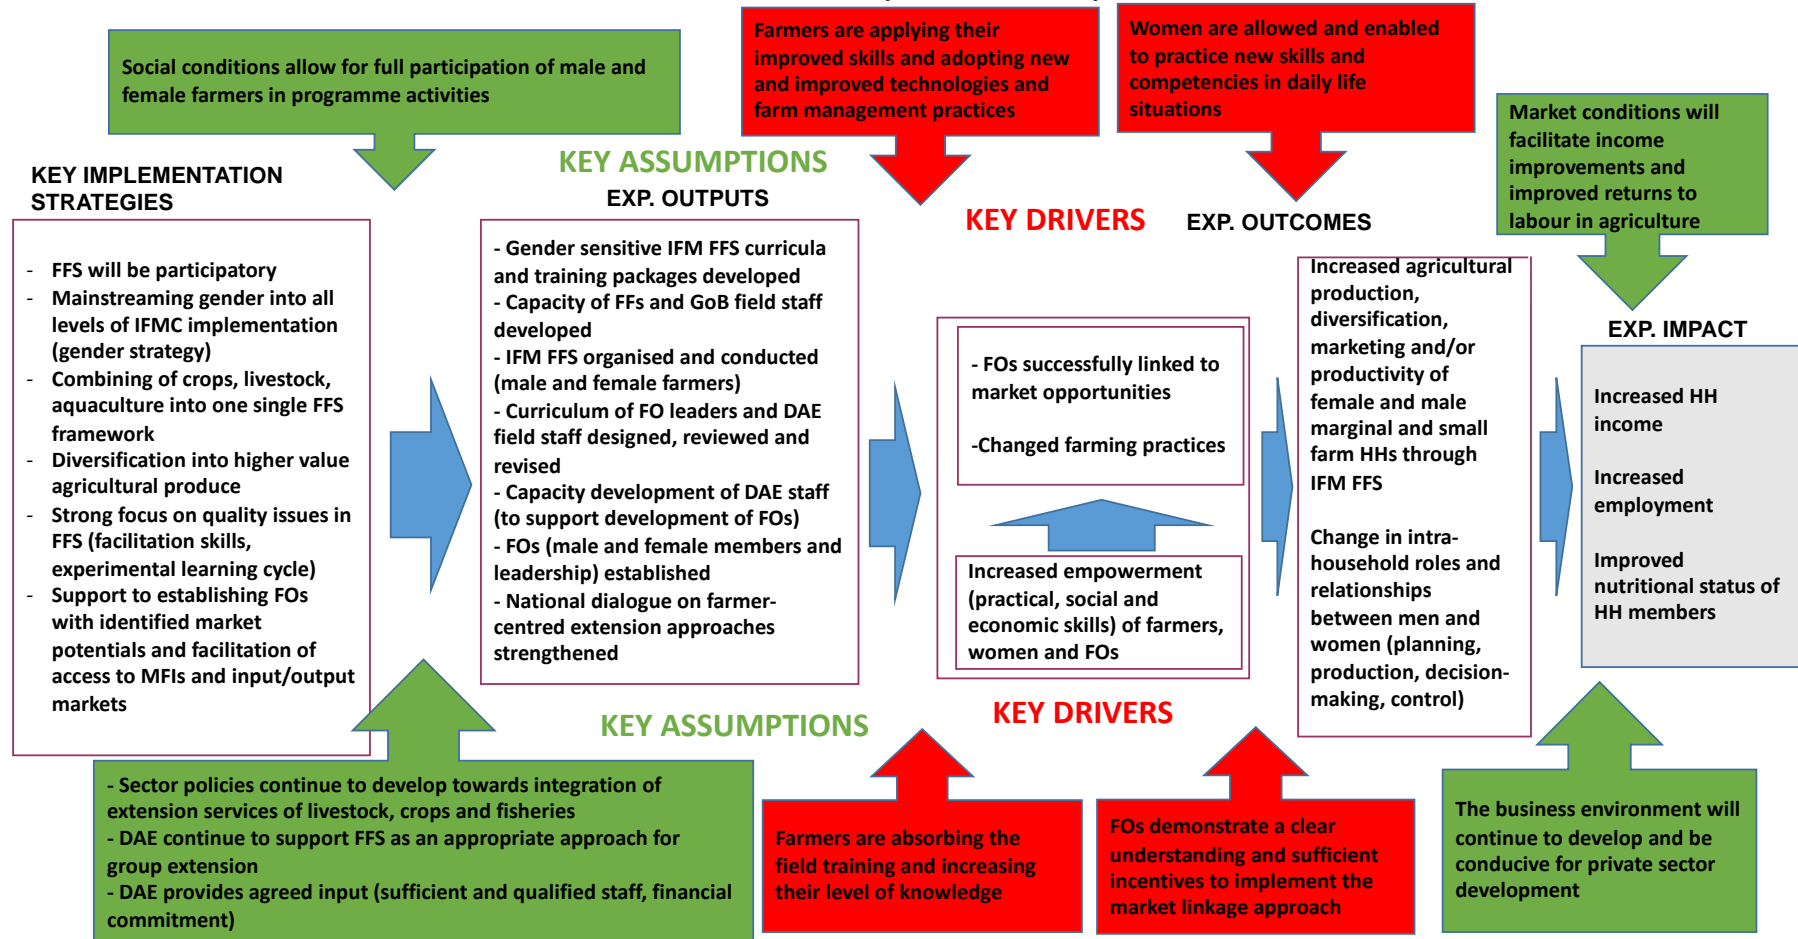 Social conditions allow for full participation of male and
female farmers in programme activities
Farmers are applying their
improved skills and adopting new
and improved technologies and
farm management practices
Women are allowed and enabled
to practice new skills and
competencies in daily life
situations
Market conditions will
facilitate income
improvements and
improved returns to
labour in agriculture
KEY ASSUMPTIONS
KEY DRIVERS
KEY IMPLEMENTATION
STRATEGIES
- FFS will be participatory
- Mainstreaming gender into all
levels of IFMC implementation
(gender strategy)
- Combining of crops, livestock,
aquaculture into one single FFS
framework
- Diversification into higher value
agricultural produce
- Strong focus on quality issues in
FFS (facilitation skills,
experimental learning cycle)
- Support to establishing FOs
with identified market
potentials and facilitation of
access to MFIs and input/output
markets
EXP. OUTPUTS
- Gender sensitive IFM FFS curricula
and training packages developed
- Capacity of FFs and GoB field staff
developed
- IFM FFS organised and conducted
(male and female farmers)
- Curriculum of FO leaders and DAE
field staff designed, reviewed and
revised
- Capacity development of DAE staff
(to support development of FOs)
- FOs (male and female members and
leadership) established
- National dialogue on farmer-
centred extension approaches
strengthened
- FOs successfully linked to
market opportunities
-Changed farming practices
Increased empowerment
(practical, social and
economic skills) of farmers,
women and FOs
EXP. OUTCOMES
Increased agricultural
production,
diversification,
marketing and/or
productivity of
female and male
marginal and small
farm HHs through
IFM FFS
Change in intra-
household roles and
relationships
between men and
women (planning,
production, decision-
making, control)
EXP. IMPACT
Increased HH
income
Increased
employment
Improved
nutritional status of
HH members
KEY ASSUMPTIONS
KEY DRIVERS
- Sector policies continue to develop towards integration of
extension services of livestock, crops and fisheries
- DAE continue to support FFS as an appropriate approach for
group extension
- DAE provides agreed input (sufficient and qualified staff, financial
commitment)
Farmers are absorbing the
field training and increasing
their level of knowledge
FOs demonstrate a clear
understanding and sufficient
incentives to implement the
market linkage approach
The business environment will
continue to develop and be
conducive for private sector
development